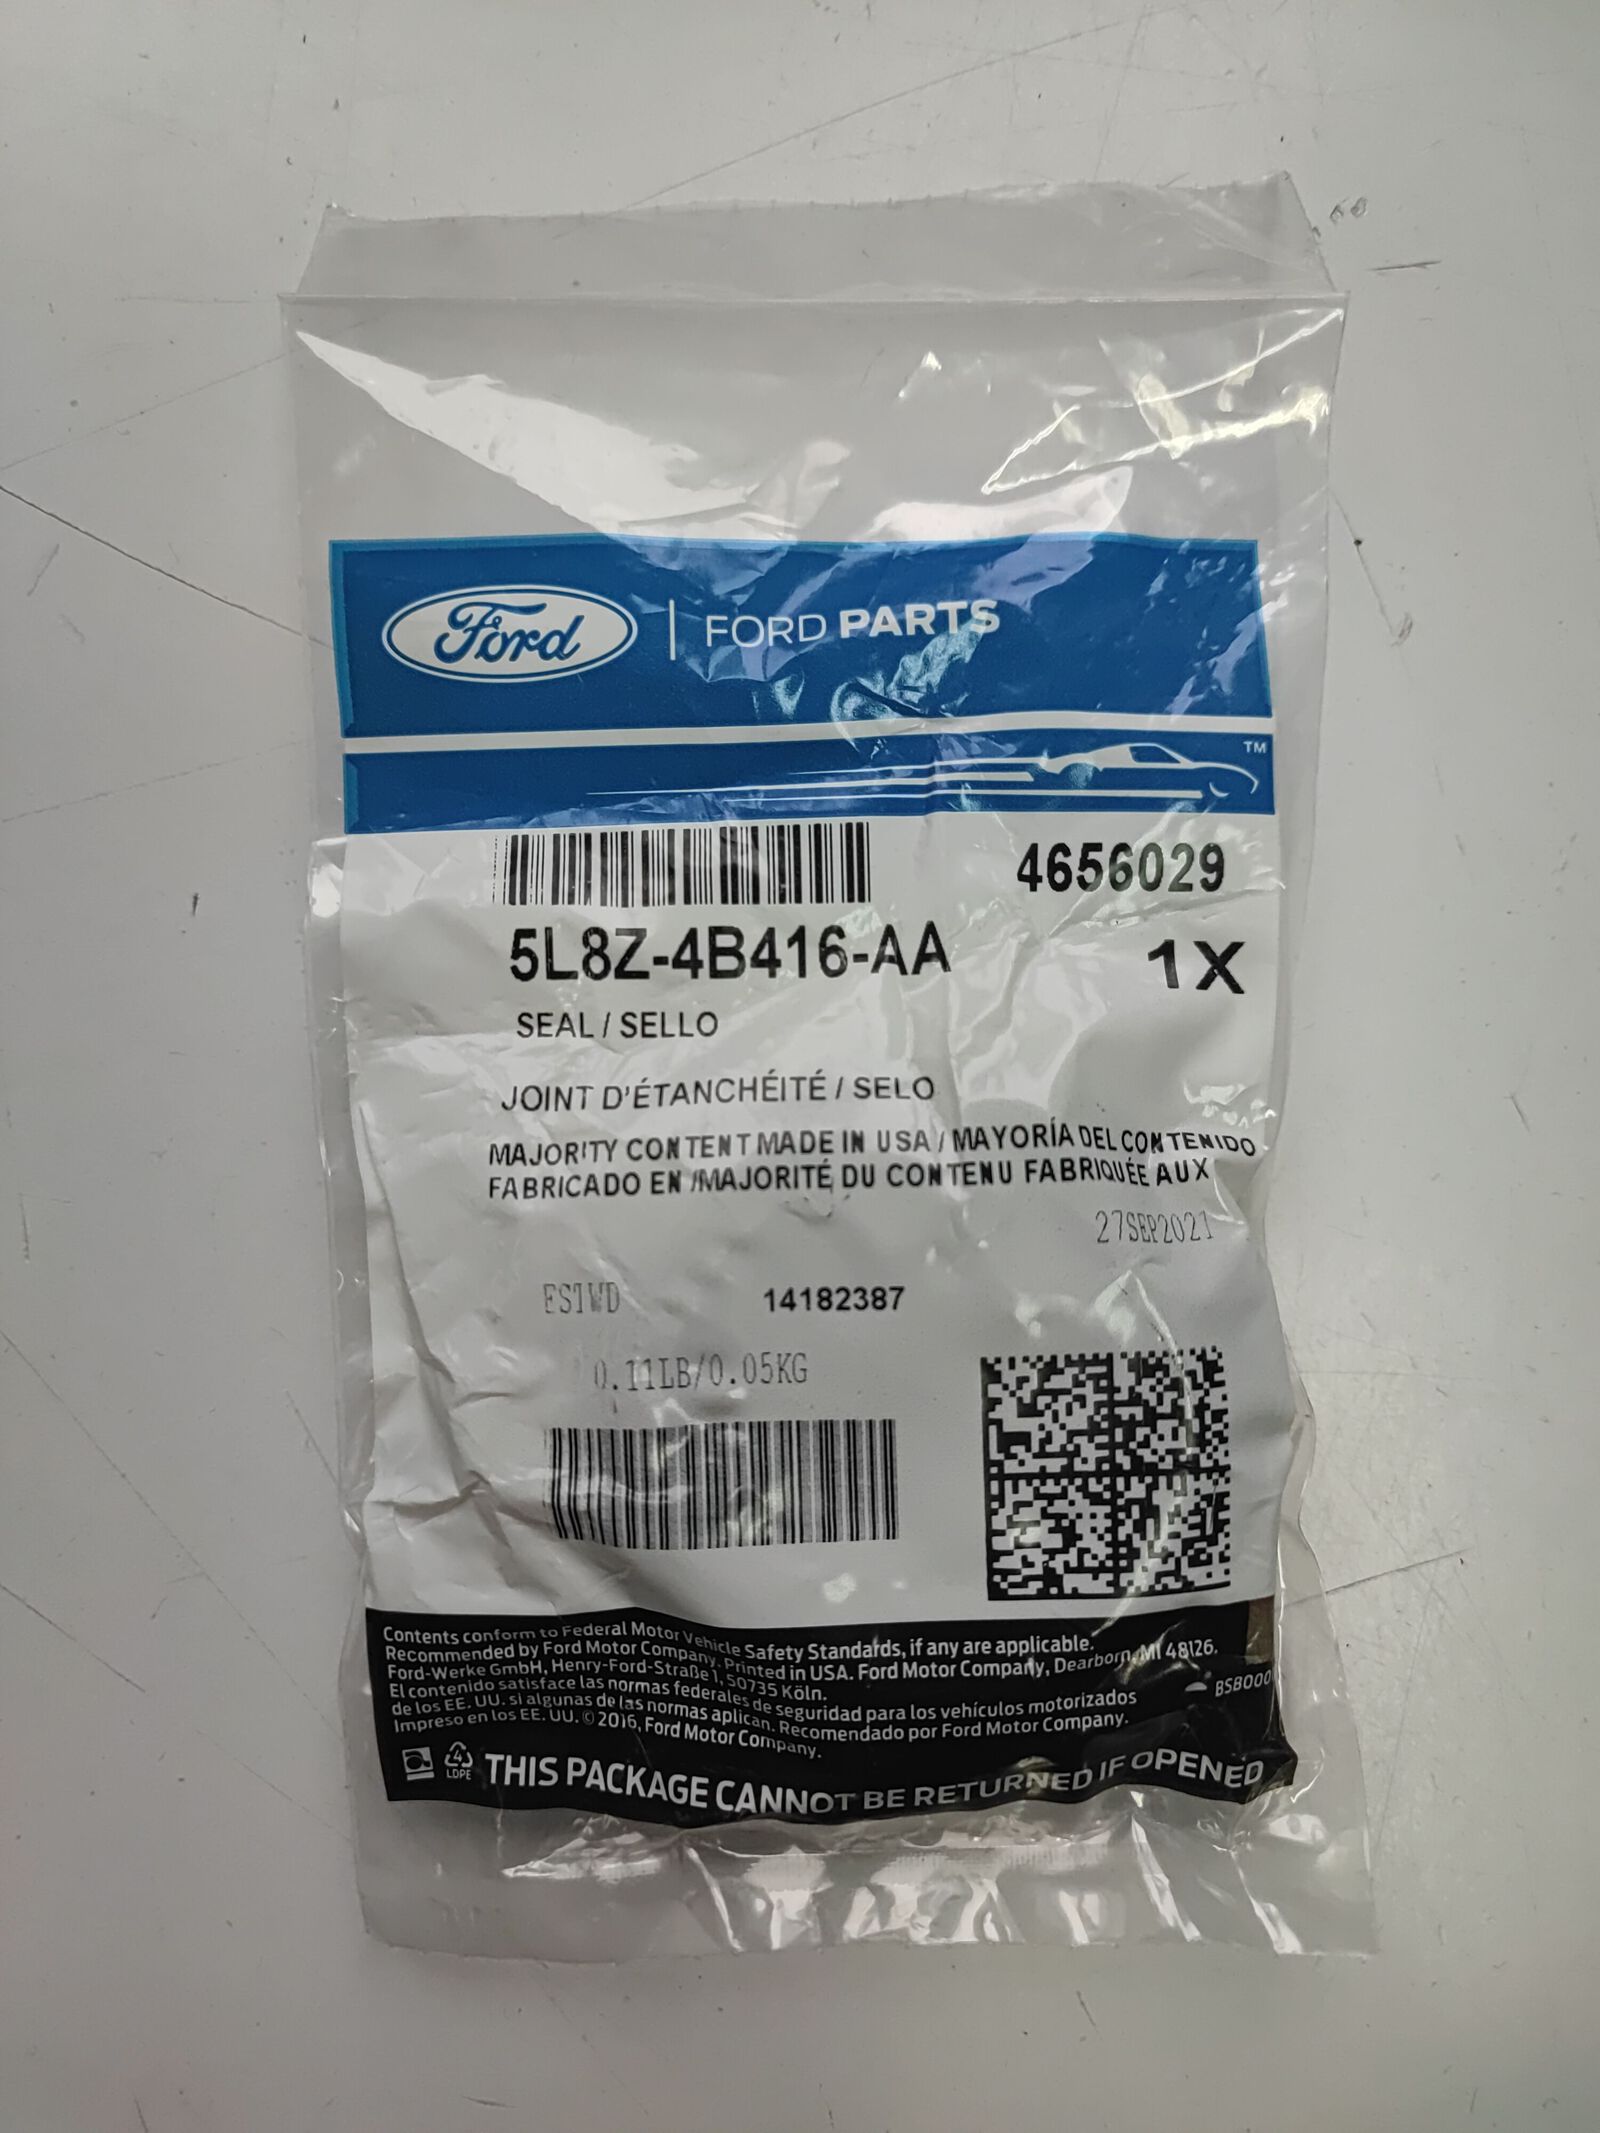 Ford | FORD PARTS
TM
4656029
5L8Z-4B416-AA 1X
SEAL / SELLO
JOINT D'ÉTANCHÉITÉ / SELO
MAJORITY CONTENT MADE IN USA / MAYORÍA DEL CONTENIDO
FABRICADO EN /MAJORITÉ DU CONTENU FABRIQUÉE AUX
27SEP2021
14182387
0.11LB/0.05KG
Contents conform to Federal Motor Vehicle Safety Standards, if any are applicable.
Recommended by Ford Motor Company. Printed in USA. Ford Motor Company, Dearborn, MI 48126.
Ford-Werke GmbH, Henry-Ford-Straße 1, 50735 Köln.
El contenido satisface las normas federales de seguridad para los vehículos motorizados
de los EE. UU. si algunas de las normas aplican. Recomendado por Ford Motor Company.
Impreso en los EE. UU. © 2016, Ford Motor Company.
BSB000
4
LDPE
THIS PACKAGE CANNOT BE RETURNED IF OPENED